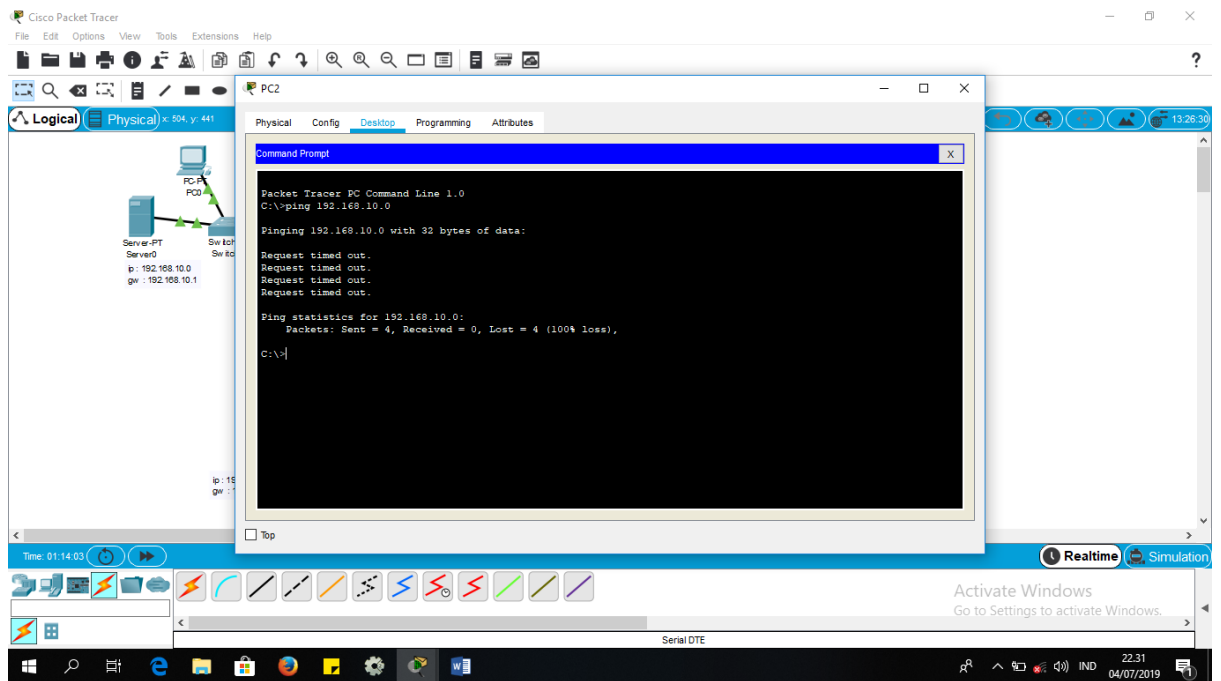 Cisco Packet Tracer
File Edit Options View Tools Extensions Help
?
PC2
Logical
Physical
x: 504, y: 441
13:26:30
Physical Config Desktop Programming Attributes
Command Prompt
X
Packet Tracer PC Command Line 1.0
C:\>ping 192.168.10.0
Pinging 192.168.10.0 with 32 bytes of data:
Request timed out.
Request timed out.
Request timed out.
Request timed out.
Ping statistics for 192.168.10.0:
Packets: Sent = 4, Received = 0, Lost = 4 (100% loss),
C:\>
PC-PT
PC0
Server-PT
Server0
Switch
Switc
ip : 192.168.10.0
gw : 192.168.10.1
ip : 19
gw :
Top
Time: 01:14:03
Realtime
Simulation
Activate Windows
Go to Settings to activate Windows.
Serial DTE
IND
22.31
04/07/2019